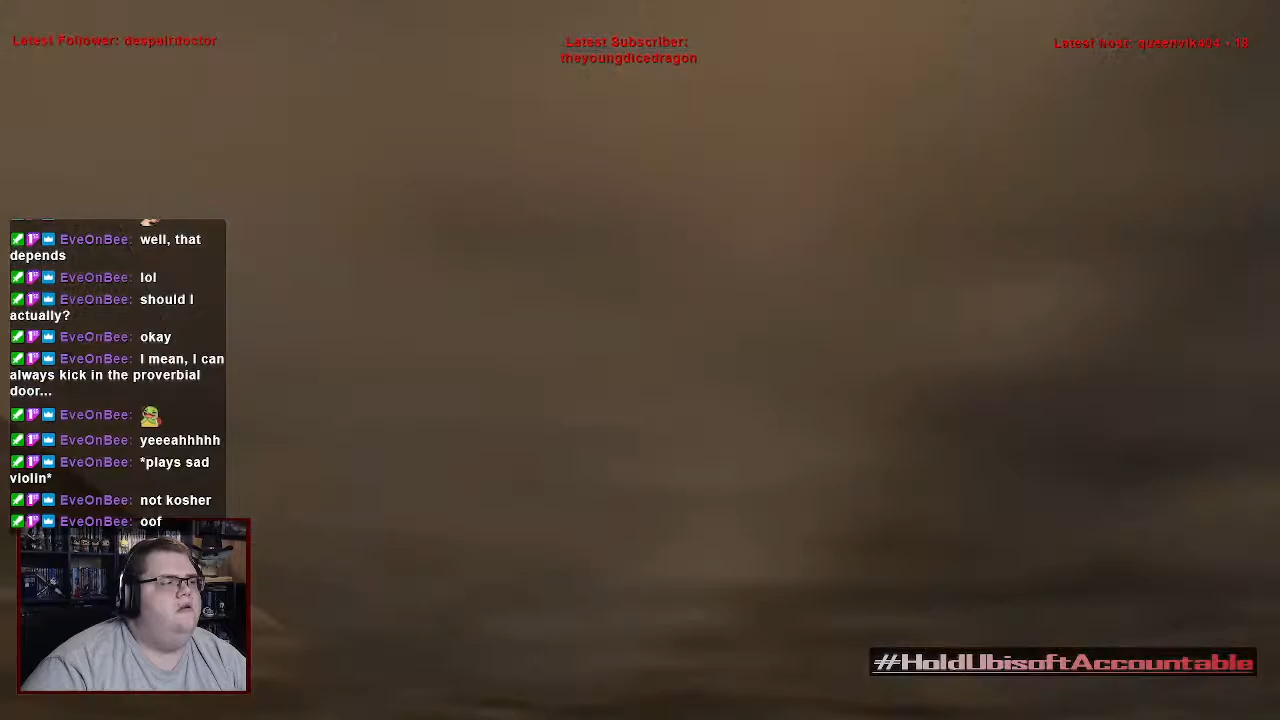 Latest Follower: despairdoctor
Latest Subscriber:
theyoungdicedragon
EveOnBee: well, that
depends
EveOnBee: lol
EveOnBee: should I
actually?
EveOnBee: okay
EveOnBee: I mean, I can
always kick in the proverbial
door...
EveOnBee:
EveOnBee: yeeeahhhhh
EveOnBee: *plays sad
violin*
EveOnBee: not kosher
EveOnBee: oof
#HoldUbisoftAccountable
Latest host: